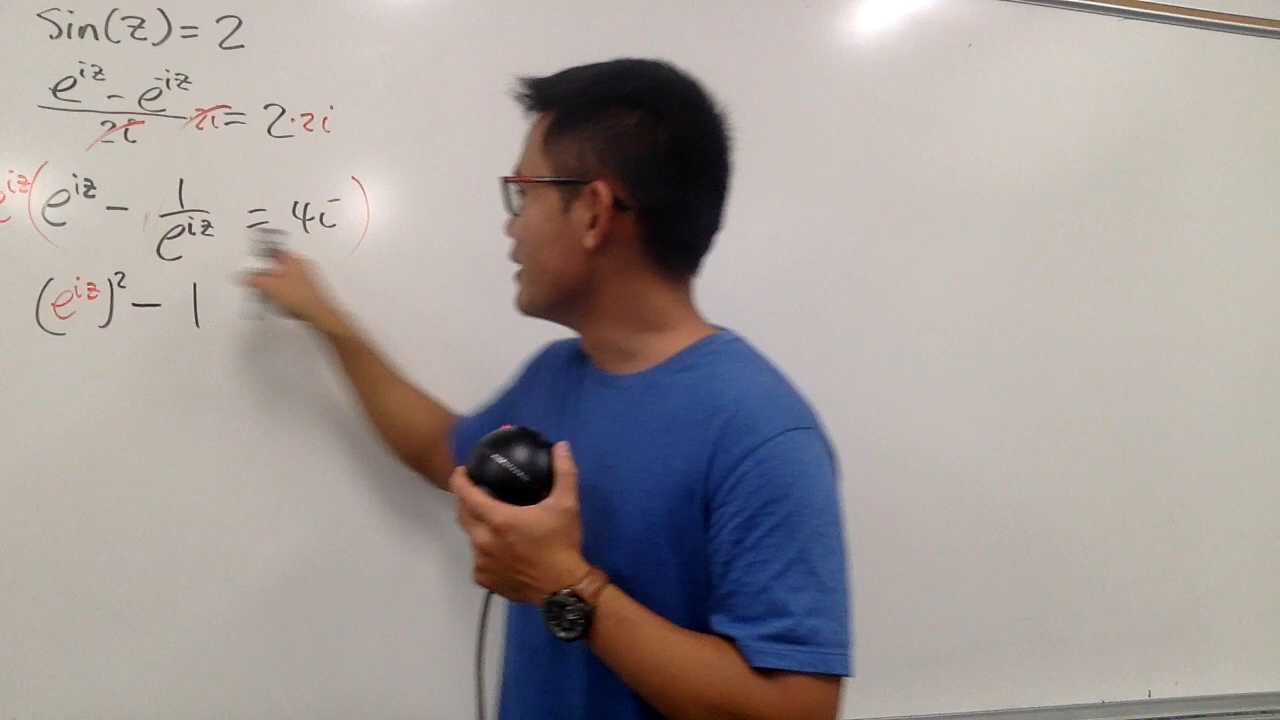 Sin(z) = 2
(e^{iz} - e^{-iz})/(2i) · 2i = 2·2i
e^{iz}(e^{iz} - 1/e^{iz} = 4i)
(e^{iz})² - 1